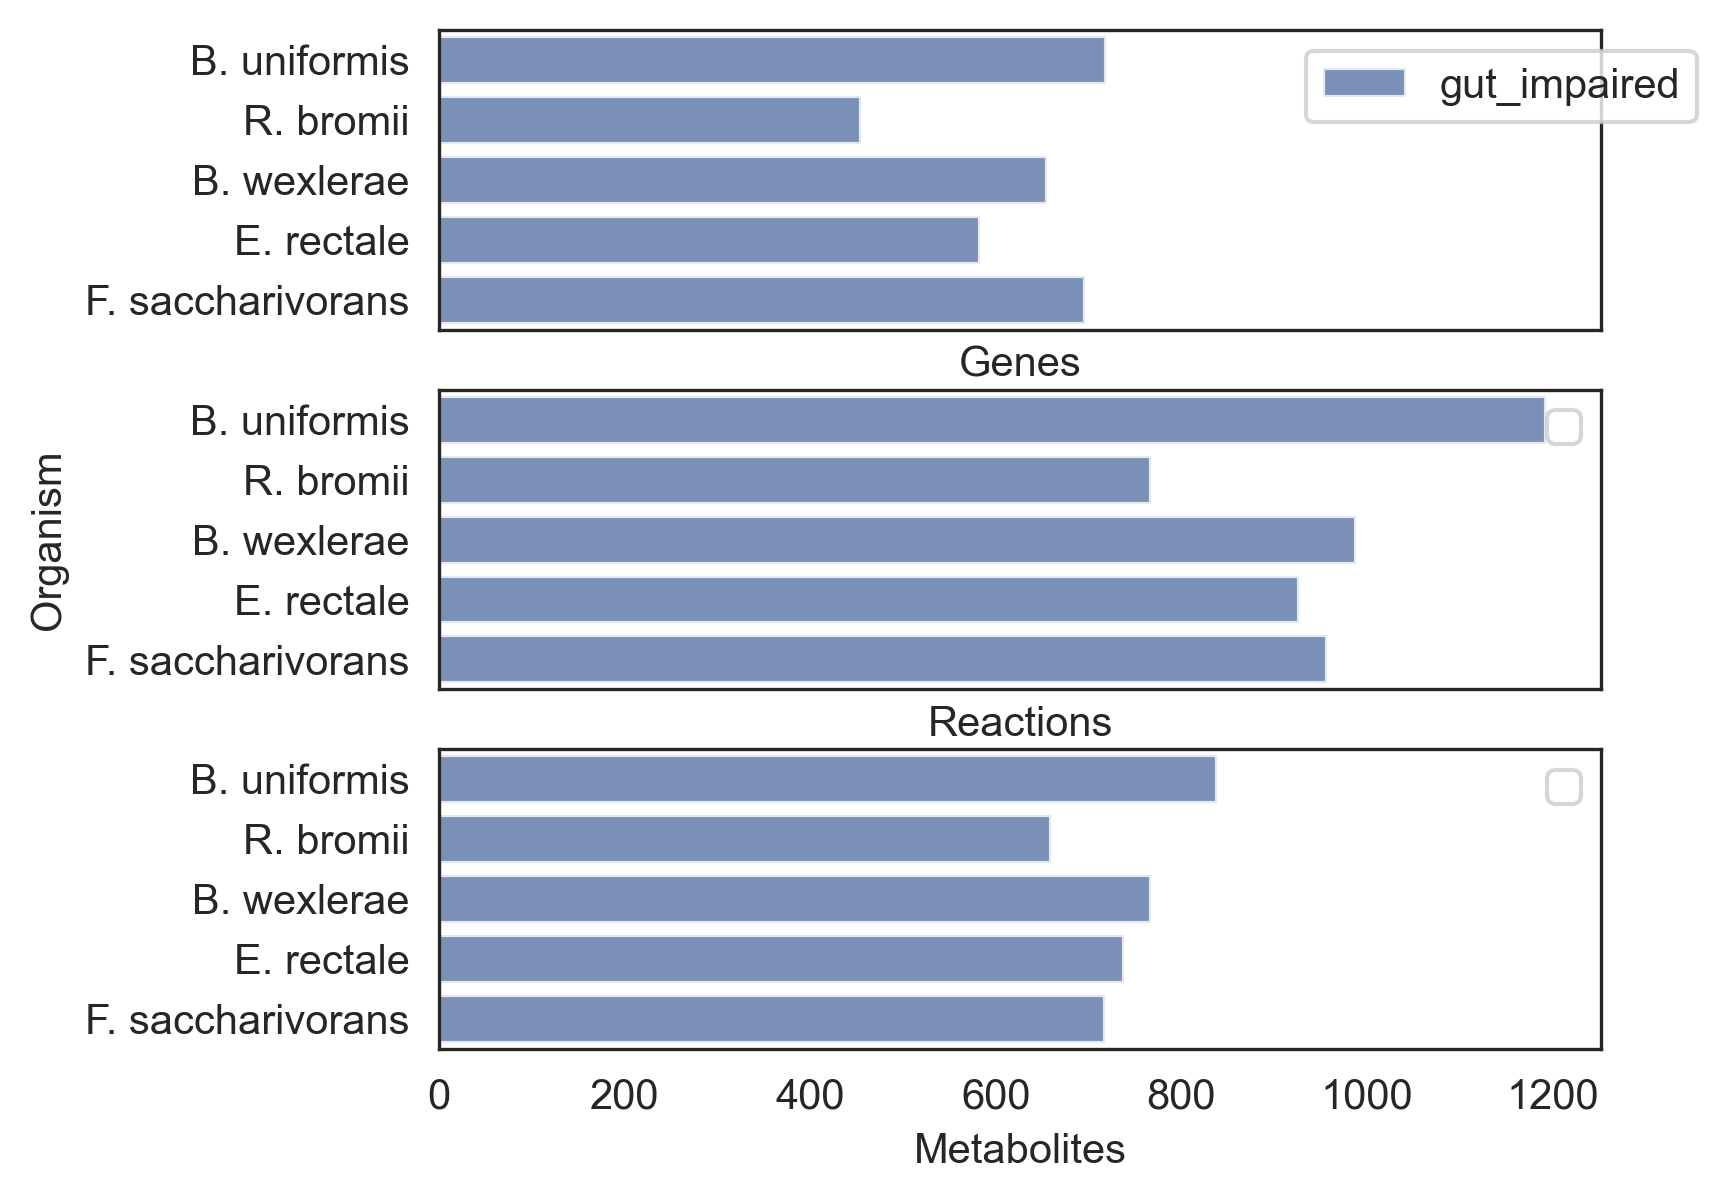 B. uniformis
R. bromii
B. wexlerae
E. rectale
F. saccharivorans
gut_impaired
Genes
Organism
B. uniformis
R. bromii
B. wexlerae
E. rectale
F. saccharivorans
Reactions
B. uniformis
R. bromii
B. wexlerae
E. rectale
F. saccharivorans
0 200 400 600 800 1000 1200
Metabolites